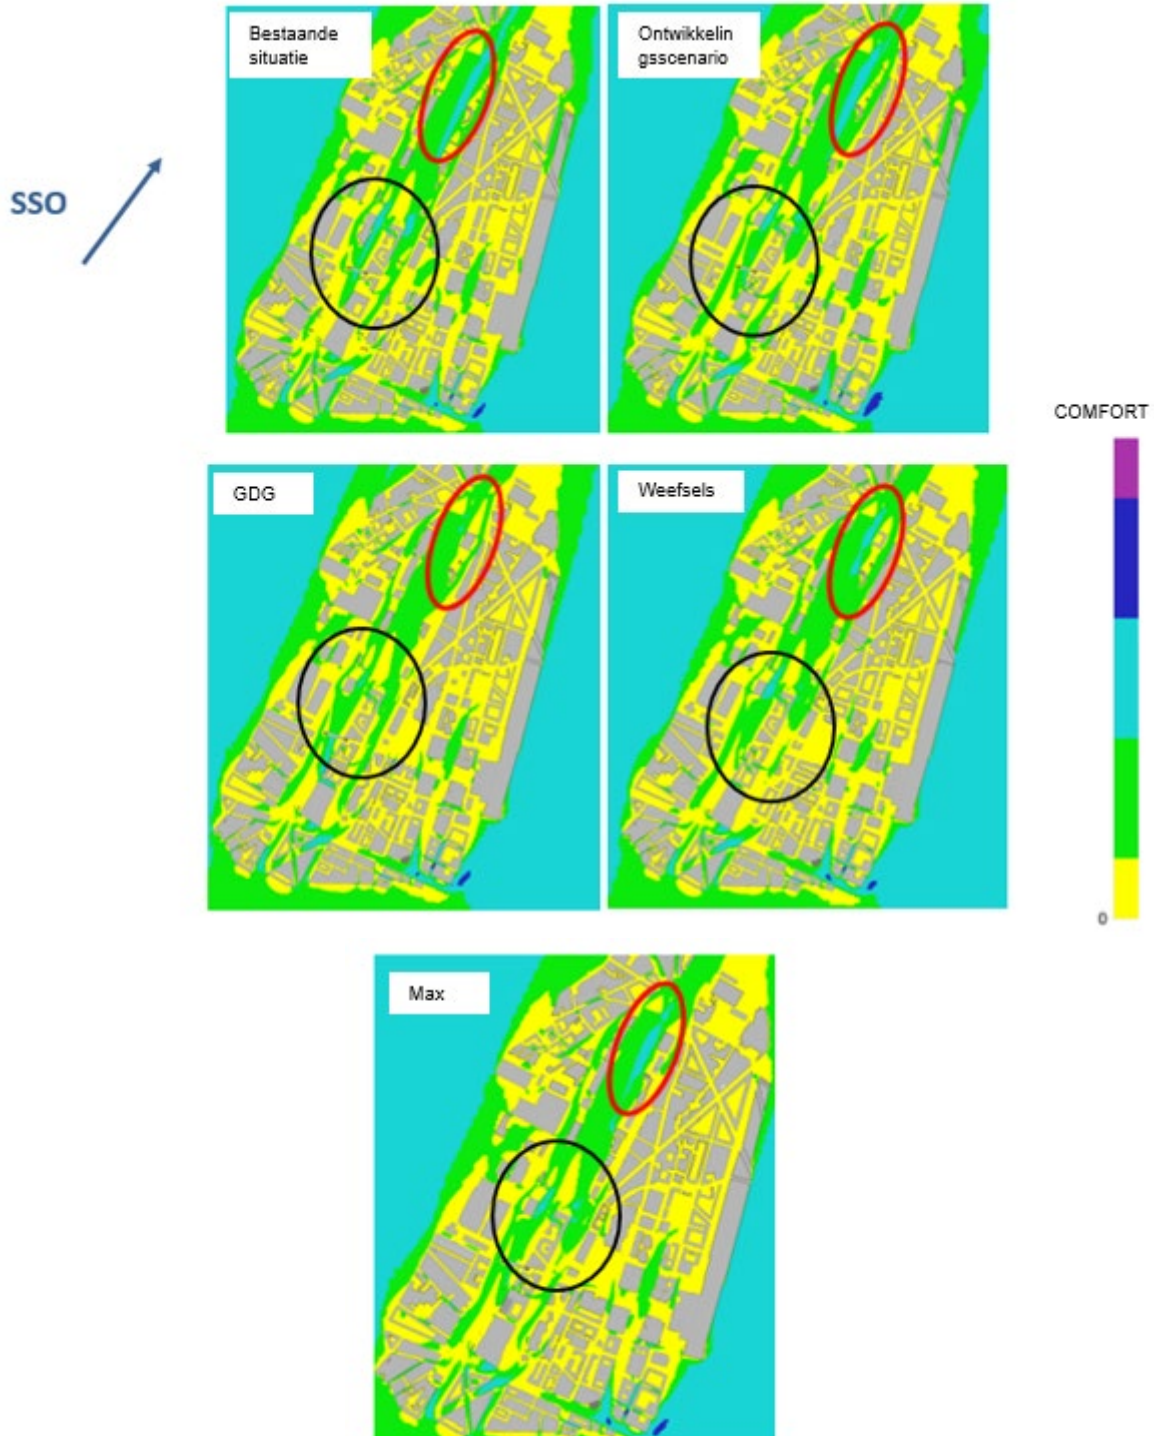 Bestaande
situatie
Ontwikkelin
gsscenario
SSO
COMFORT
GDG
Weefsels
0
Max